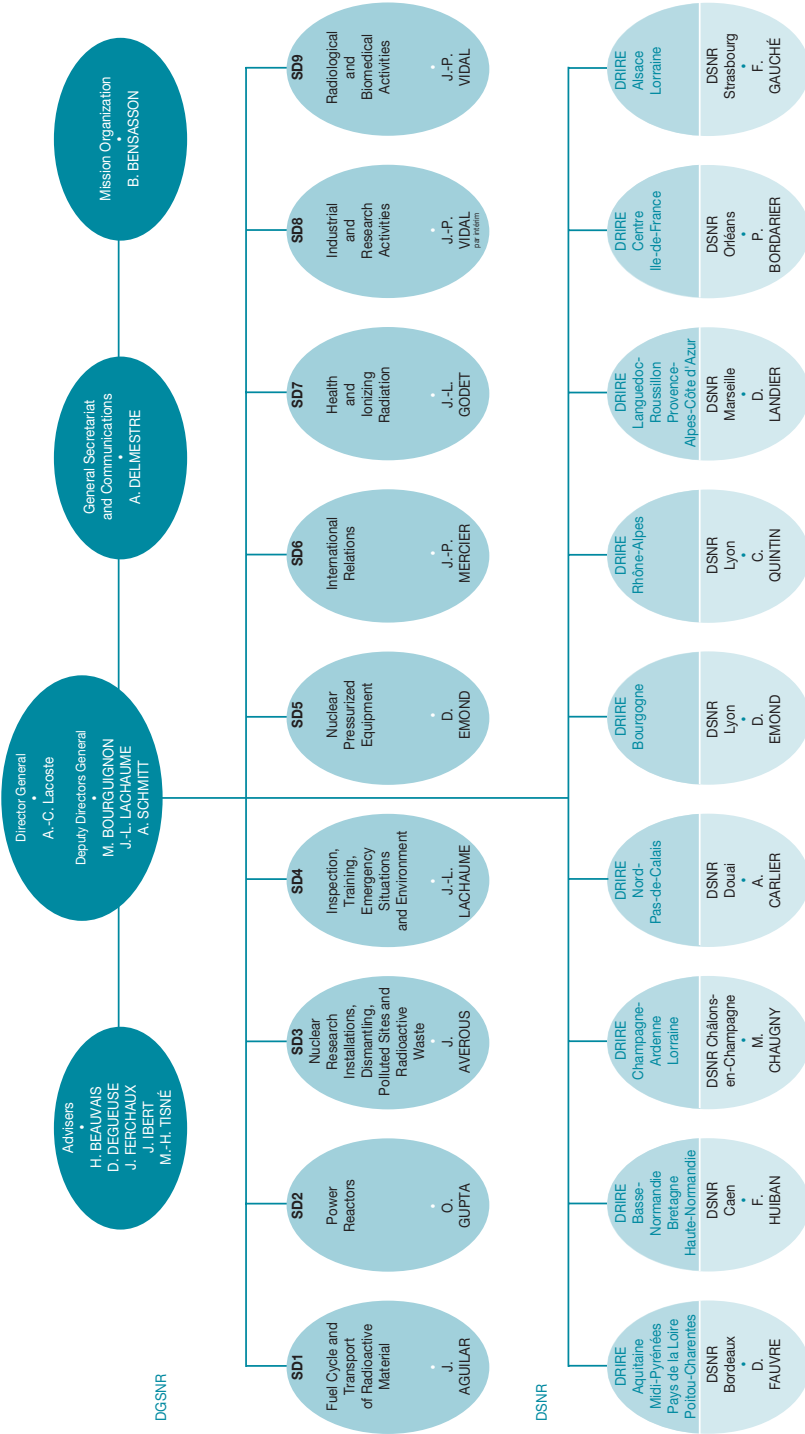 Director General
•
A.-C. Lacoste
Deputy Directors General
•
M. BOURGUIGNON
J.-L. LACHAUME
A. SCHMITT
Advisers
•
H. BEAUVAIS
D. DEGUEUSE
J. FERCHAUX
J. IBERT
M.-H. TISNÉ
General Secretariat
and Communications
•
A. DELMESTRE
Mission Organization
•
B. BENSASSON
DGSNR
SD1
Fuel Cycle and
Transport
of Radioactive
Material
•
J.
AGUILAR
SD2
Power
Reactors
•
O.
GUPTA
SD3
Nuclear
Research
Installations,
Dismantling,
Polluted Sites and
Radioactive
Waste
•
J.
AVEROUS
SD4
Inspection,
Training,
Emergency
Situations
and Environment
•
J.-L.
LACHAUME
SD5
Nuclear
Pressurized
Equipment
•
D.
EMOND
SD6
International
Relations
•
J.-P.
MERCIER
SD7
Health
and
Ionizing
Radiation
•
J.-L.
GODET
SD8
Industrial
and
Research
Activities
•
J.-P.
VIDAL
par intérim
SD9
Radiological
and
Biomedical
Activities
•
J.-P.
VIDAL
DSNR
DRIRE
Aquitaine
Midi-Pyrénées
Pays de la Loire
Poitou-Charentes
DSNR
Bordeaux
•
D.
FAUVRE
DRIRE
Basse-
Normandie
Bretagne
Haute-Normandie
DSNR
Caen
•
F.
HUIBAN
DRIRE
Champagne-
Ardenne
Lorraine
DSNR Châlons-
en-Champagne
•
M.
CHAUGNY
DRIRE
Nord-
Pas-de-Calais
DSNR
Douai
•
A.
CARLIER
DRIRE
Bourgogne
DSNR
Lyon
•
D.
EMOND
DRIRE
Rhône-Alpes
DSNR
Lyon
•
C.
QUINTIN
DRIRE
Languedoc-
Roussillon
Provence-
Alpes-Côte d'Azur
DSNR
Marseille
•
D.
LANDIER
DRIRE
Centre
Ile-de-France
DSNR
Orléans
•
P.
BORDARIER
DRIRE
Alsace
Lorraine
DSNR
Strasbourg
•
F.
GAUCHÉ